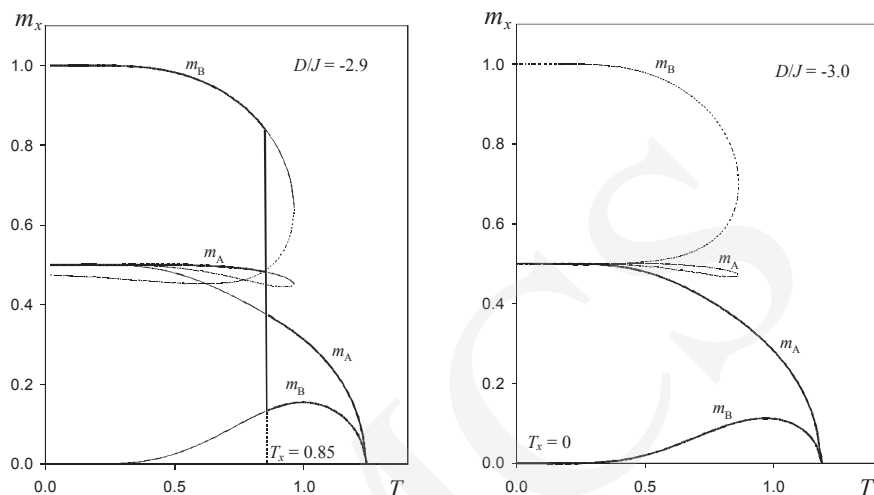 m_x
1.0
0.8
0.6
0.4
0.2
0.0
0.0
0.5
1.0
T
m_B
D/J = -2.9
m_A
m_A
m_B
T_x = 0.85
m_x
1.0
0.8
0.6
0.4
0.2
0.0
0.0
0.5
1.0
T
m_B
D/J = -3.0
m_A
m_A
m_B
T_x = 0